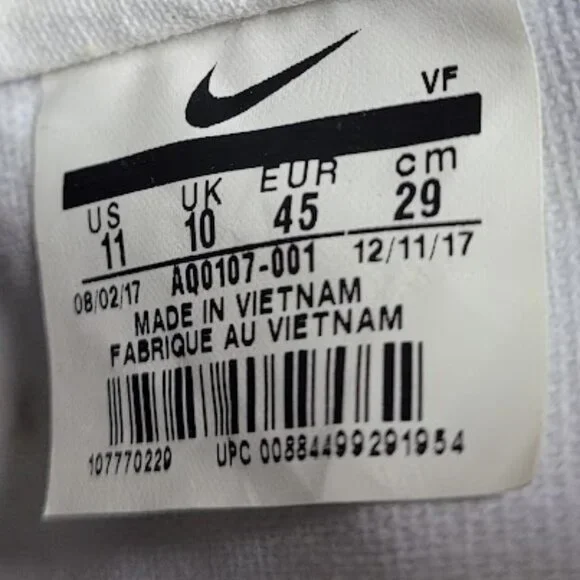 VF
US UK EUR cm
11 10 45 29
08/02/17 AQ0107-001 12/11/17
MADE IN VIETNAM
FABRIQUE AU VIETNAM
107770229 UPC 00884499291954